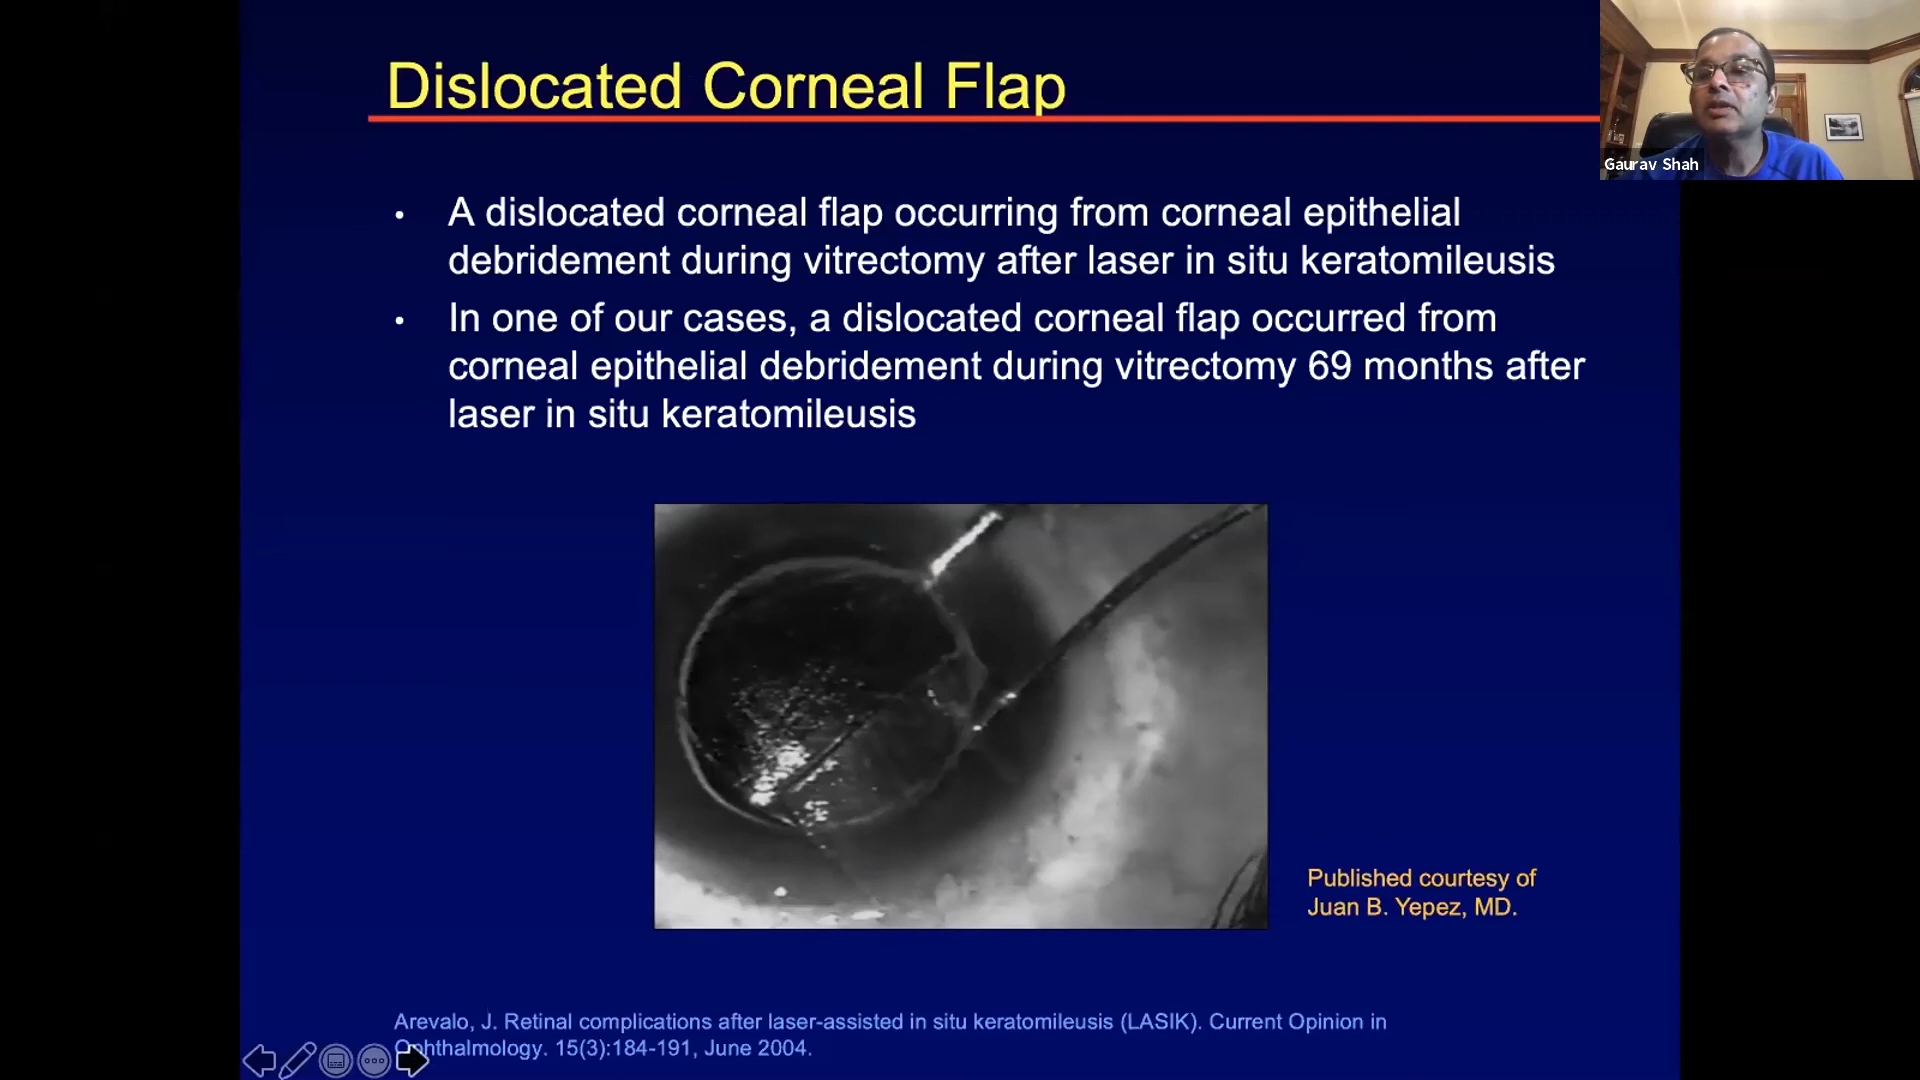 Dislocated Corneal Flap
Gaurav Shah
• A dislocated corneal flap occurring from corneal epithelial
debridement during vitrectomy after laser in situ keratomileusis
• In one of our cases, a dislocated corneal flap occurred from
corneal epithelial debridement during vitrectomy 69 months after
laser in situ keratomileusis
Published courtesy of
Juan B. Yepez, MD.
Arevalo, J. Retinal complications after laser-assisted in situ keratomileusis (LASIK). Current Opinion in
Ophthalmology. 15(3):184-191, June 2004.